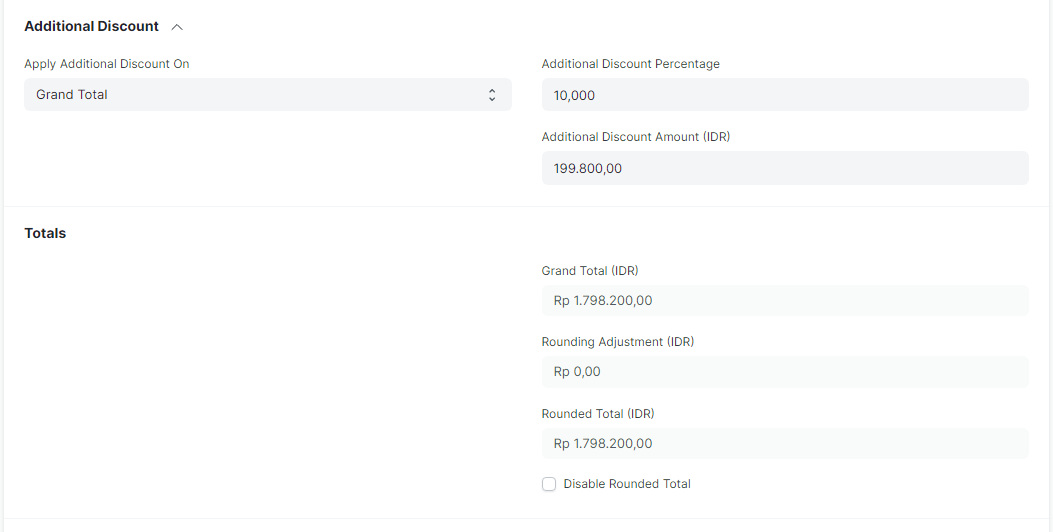 Additional Discount
Apply Additional Discount On
Grand Total
Additional Discount Percentage
10,000
Additional Discount Amount (IDR)
199.800,00
Totals
Grand Total (IDR)
Rp 1.798.200,00
Rounding Adjustment (IDR)
Rp 0,00
Rounded Total (IDR)
Rp 1.798.200,00
Disable Rounded Total